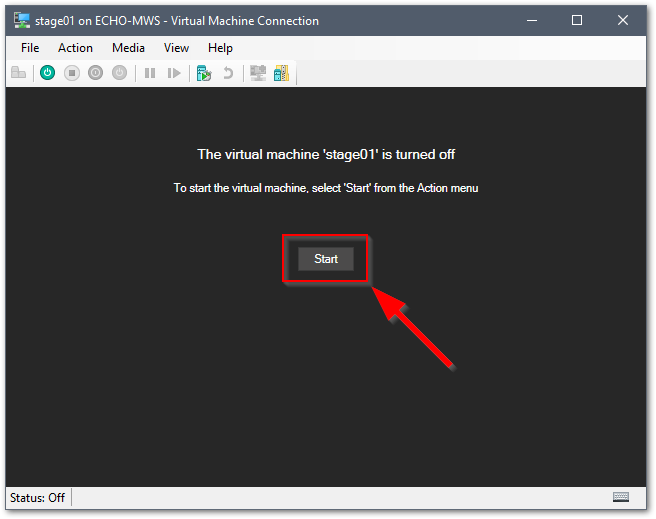 stage01 on ECHO-MWS - Virtual Machine Connection
File Action Media View Help
The virtual machine 'stage01' is turned off
To start the virtual machine, select 'Start' from the Action menu
Start
Status: Off